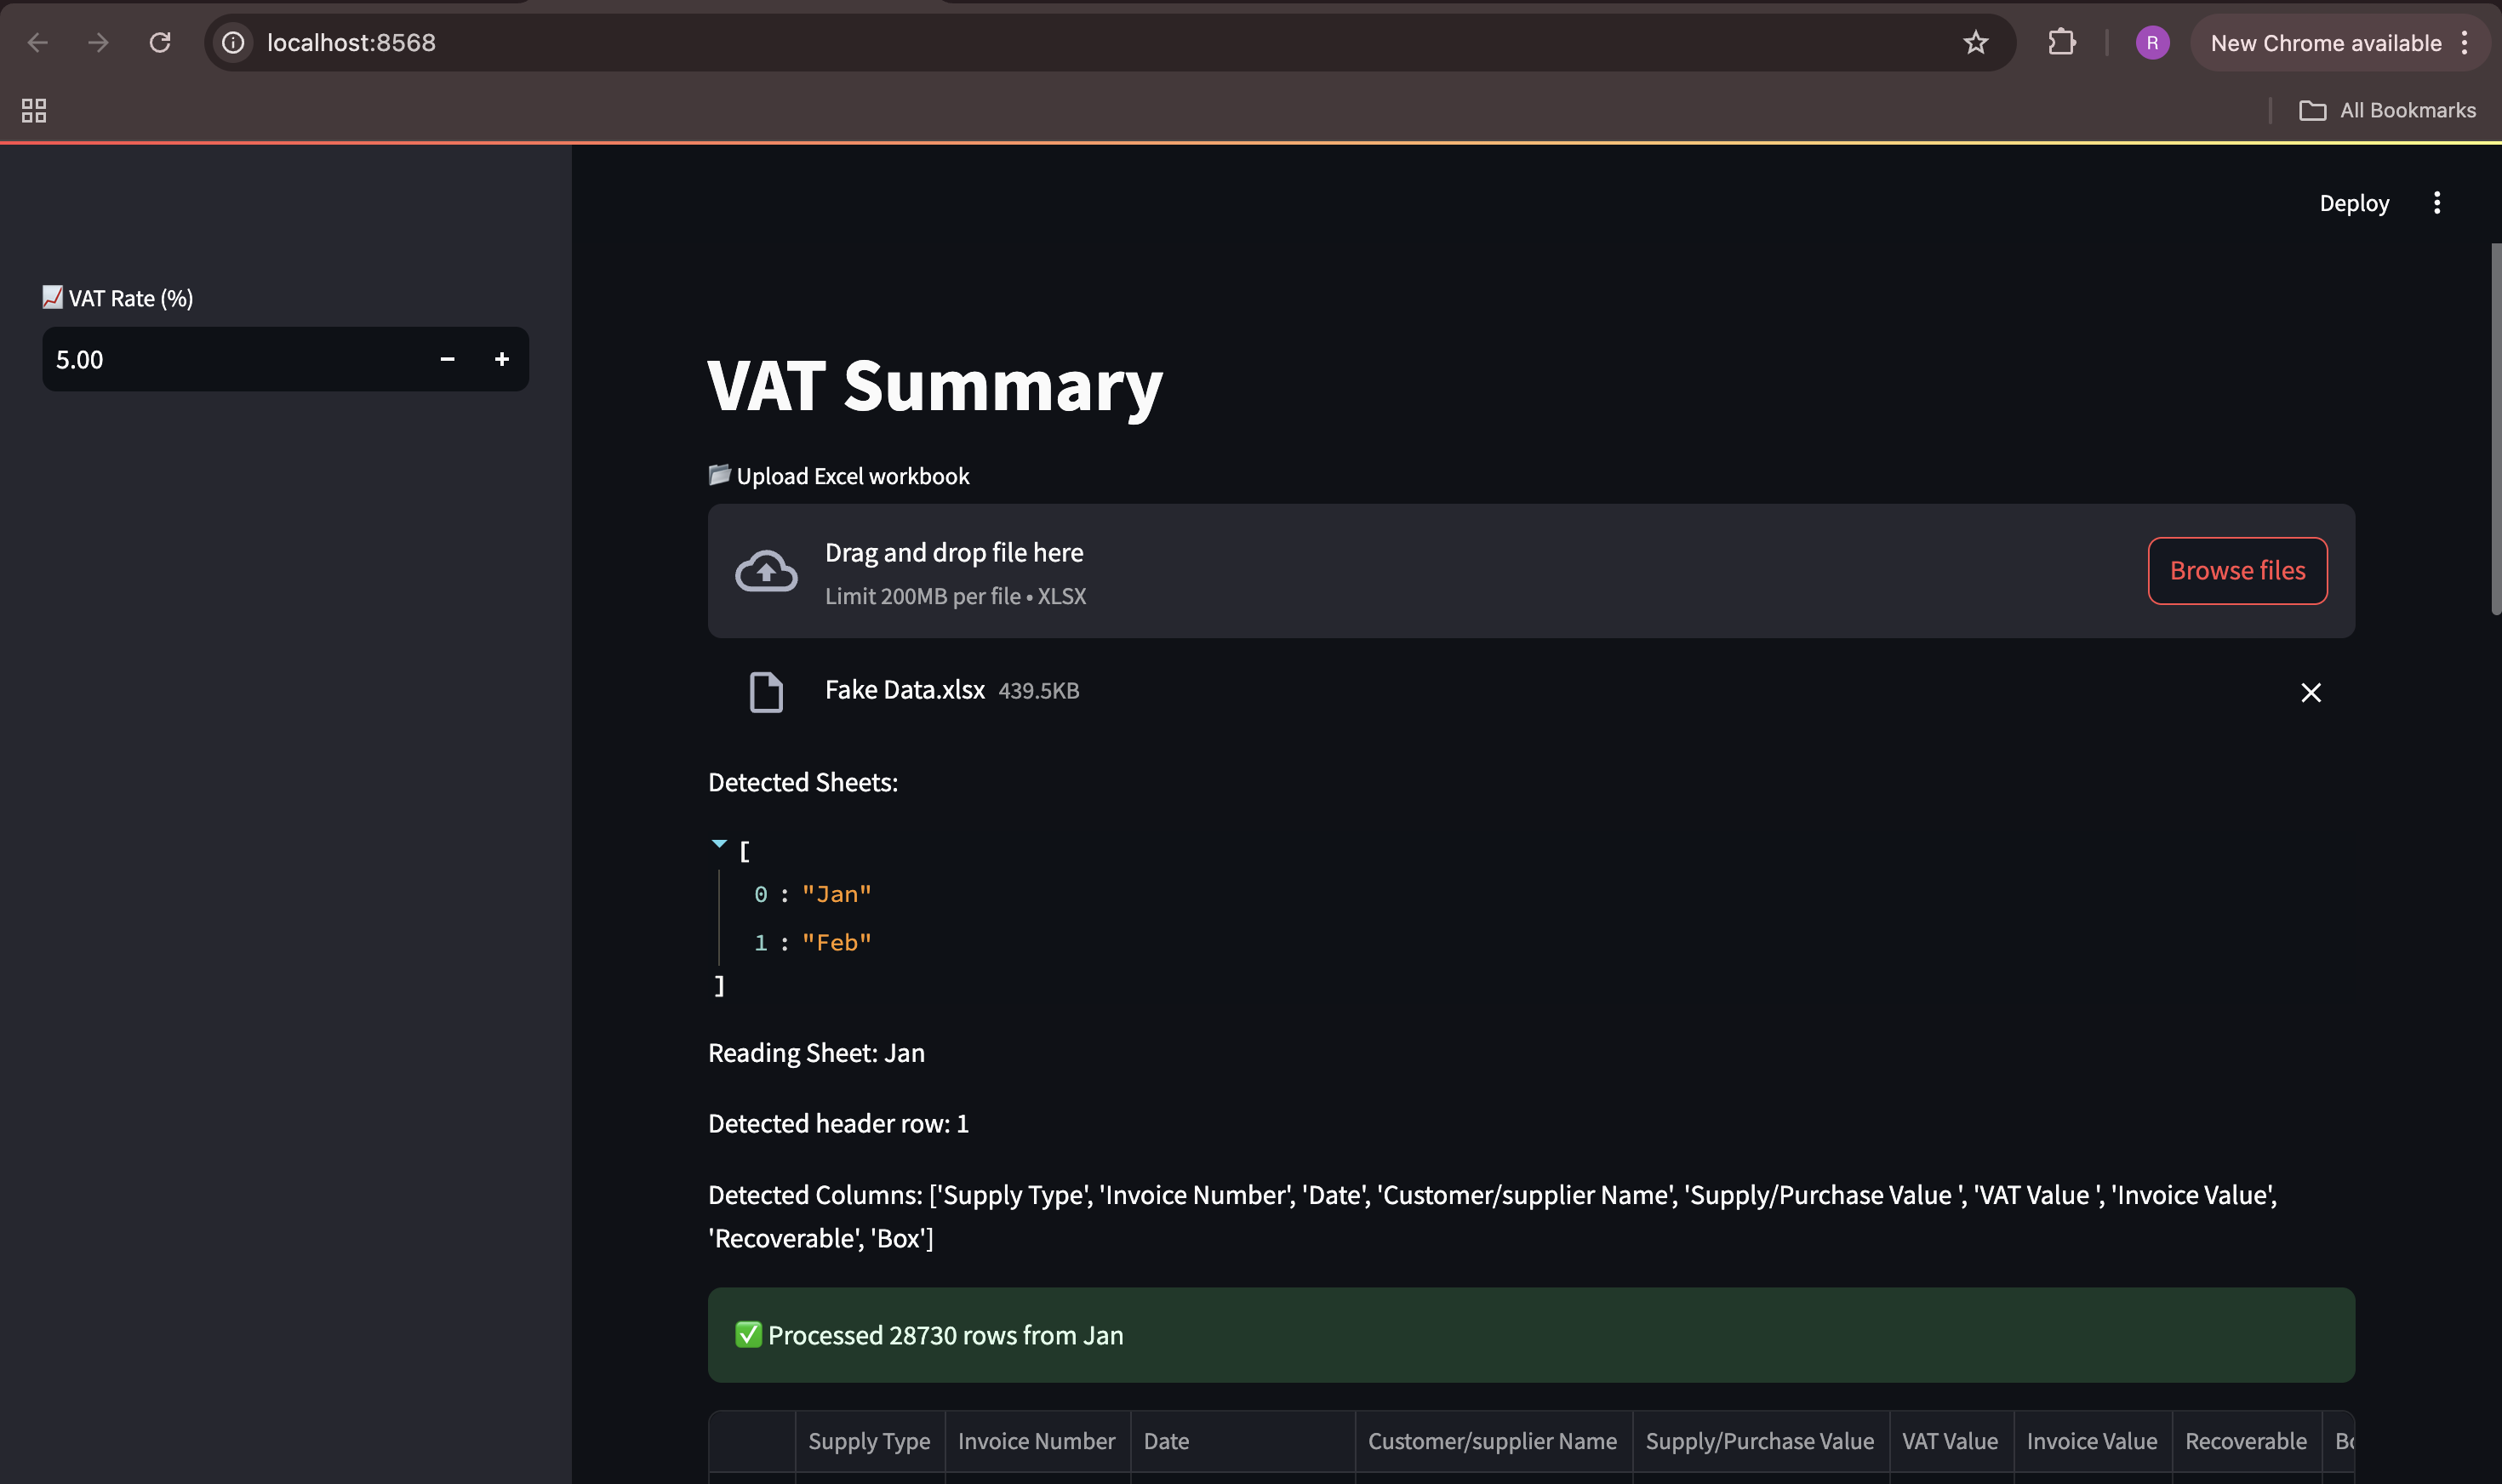 localhost:8568
R
New Chrome available
All Bookmarks
Deploy
VAT Rate (%)
5.00
VAT Summary
Upload Excel workbook
Drag and drop file here
Limit 200MB per file • XLSX
Browse files
Fake Data.xlsx 439.5KB
Detected Sheets:
[
0 : "Jan"
1 : "Feb"
]
Reading Sheet: Jan
Detected header row: 1
Detected Columns: ['Supply Type', 'Invoice Number', 'Date', 'Customer/supplier Name', 'Supply/Purchase Value ', 'VAT Value ', 'Invoice Value',
'Recoverable', 'Box']
✅ Processed 28730 rows from Jan
Supply Type Invoice Number Date Customer/supplier Name Supply/Purchase Value VAT Value Invoice Value Recoverable